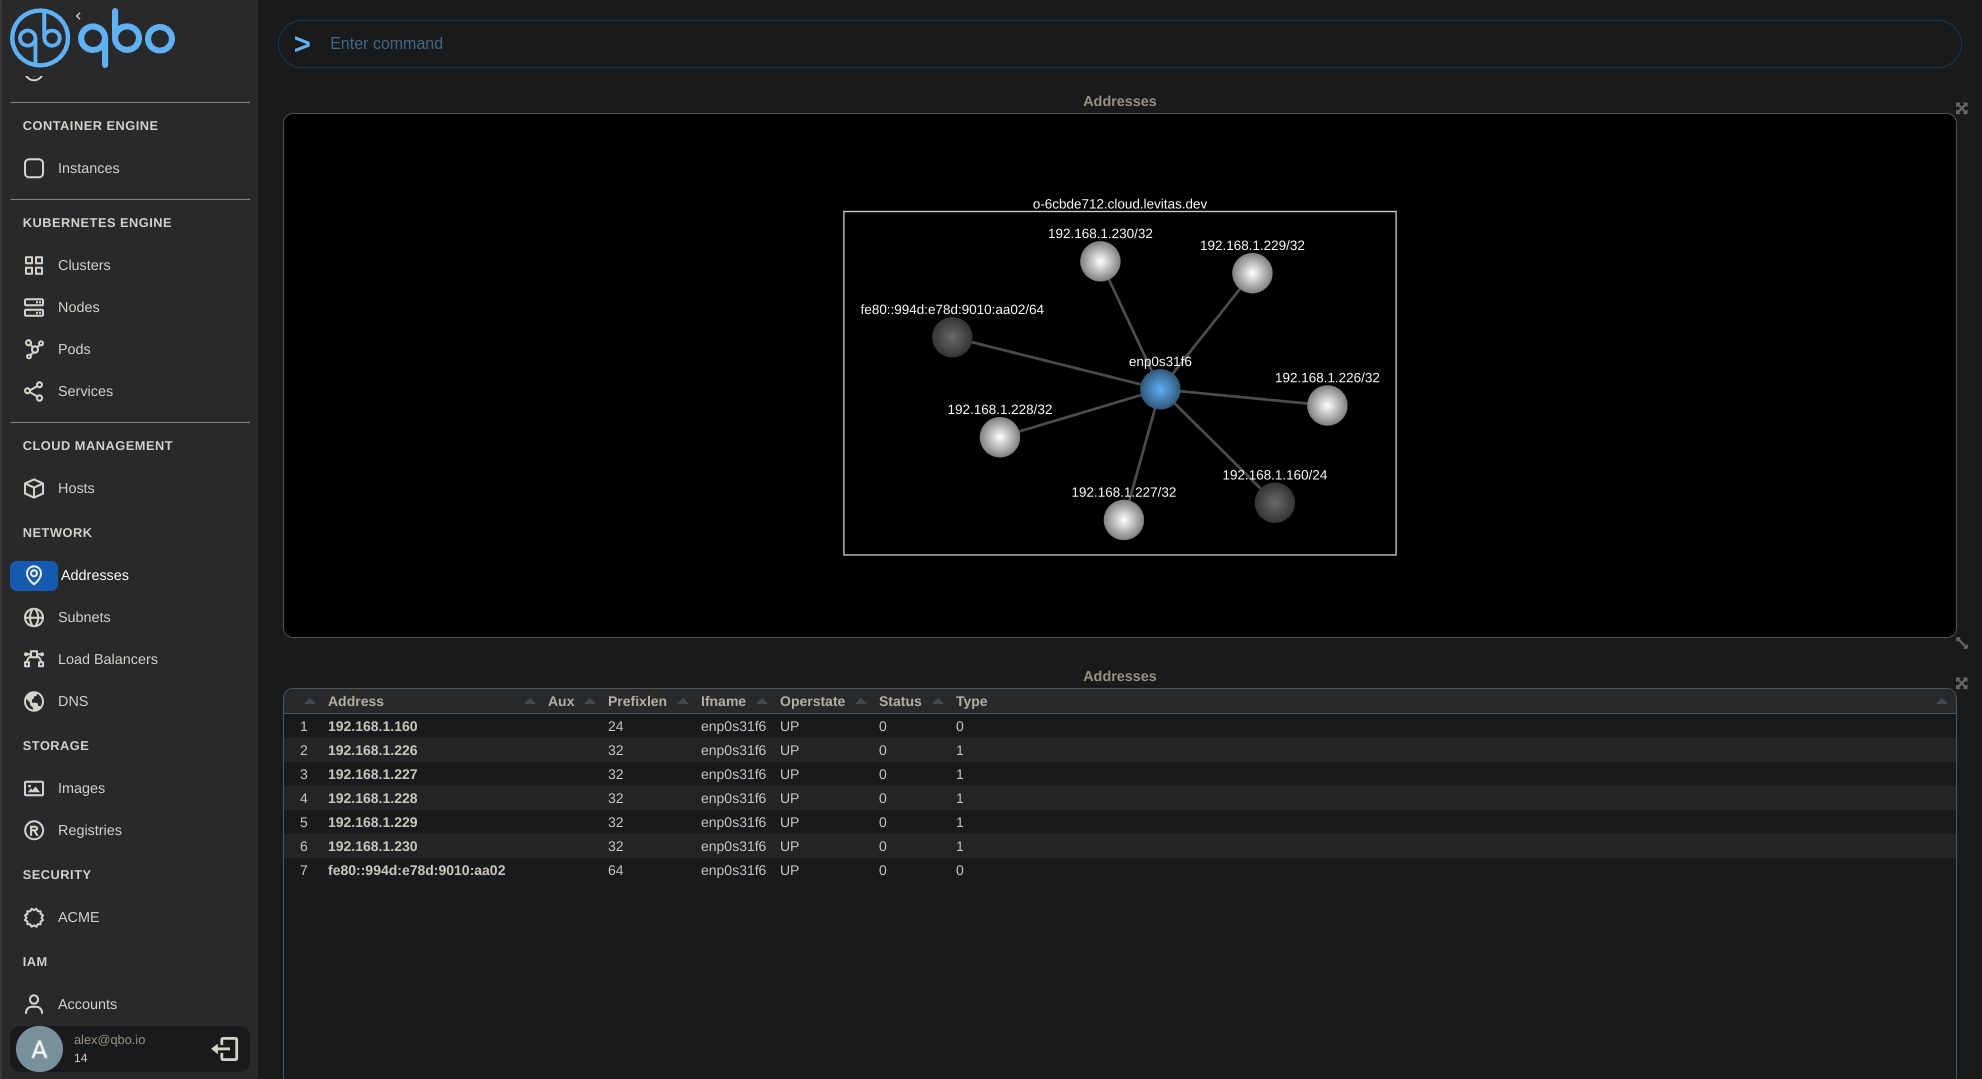 qb qbo
CONTAINER ENGINE
Instances
KUBERNETES ENGINE
Clusters
Nodes
Pods
Services
CLOUD MANAGEMENT
Hosts
NETWORK
Addresses
Subnets
Load Balancers
DNS
STORAGE
Images
Registries
SECURITY
ACME
IAM
Accounts
A
alex@qbo.io
14
> Enter command
Addresses
o-6cbde712.cloud.levitas.dev
192.168.1.230/32
192.168.1.229/32
fe80::994d:e78d:9010:aa02/64
enp0s31f6
192.168.1.226/32
192.168.1.228/32
192.168.1.160/24
192.168.1.227/32
Addresses
Address Aux Prefixlen Ifname Operstate Status Type
1 192.168.1.160 24 enp0s31f6 UP 0 0
2 192.168.1.226 32 enp0s31f6 UP 0 1
3 192.168.1.227 32 enp0s31f6 UP 0 1
4 192.168.1.228 32 enp0s31f6 UP 0 1
5 192.168.1.229 32 enp0s31f6 UP 0 1
6 192.168.1.230 32 enp0s31f6 UP 0 1
7 fe80::994d:e78d:9010:aa02 64 enp0s31f6 UP 0 0